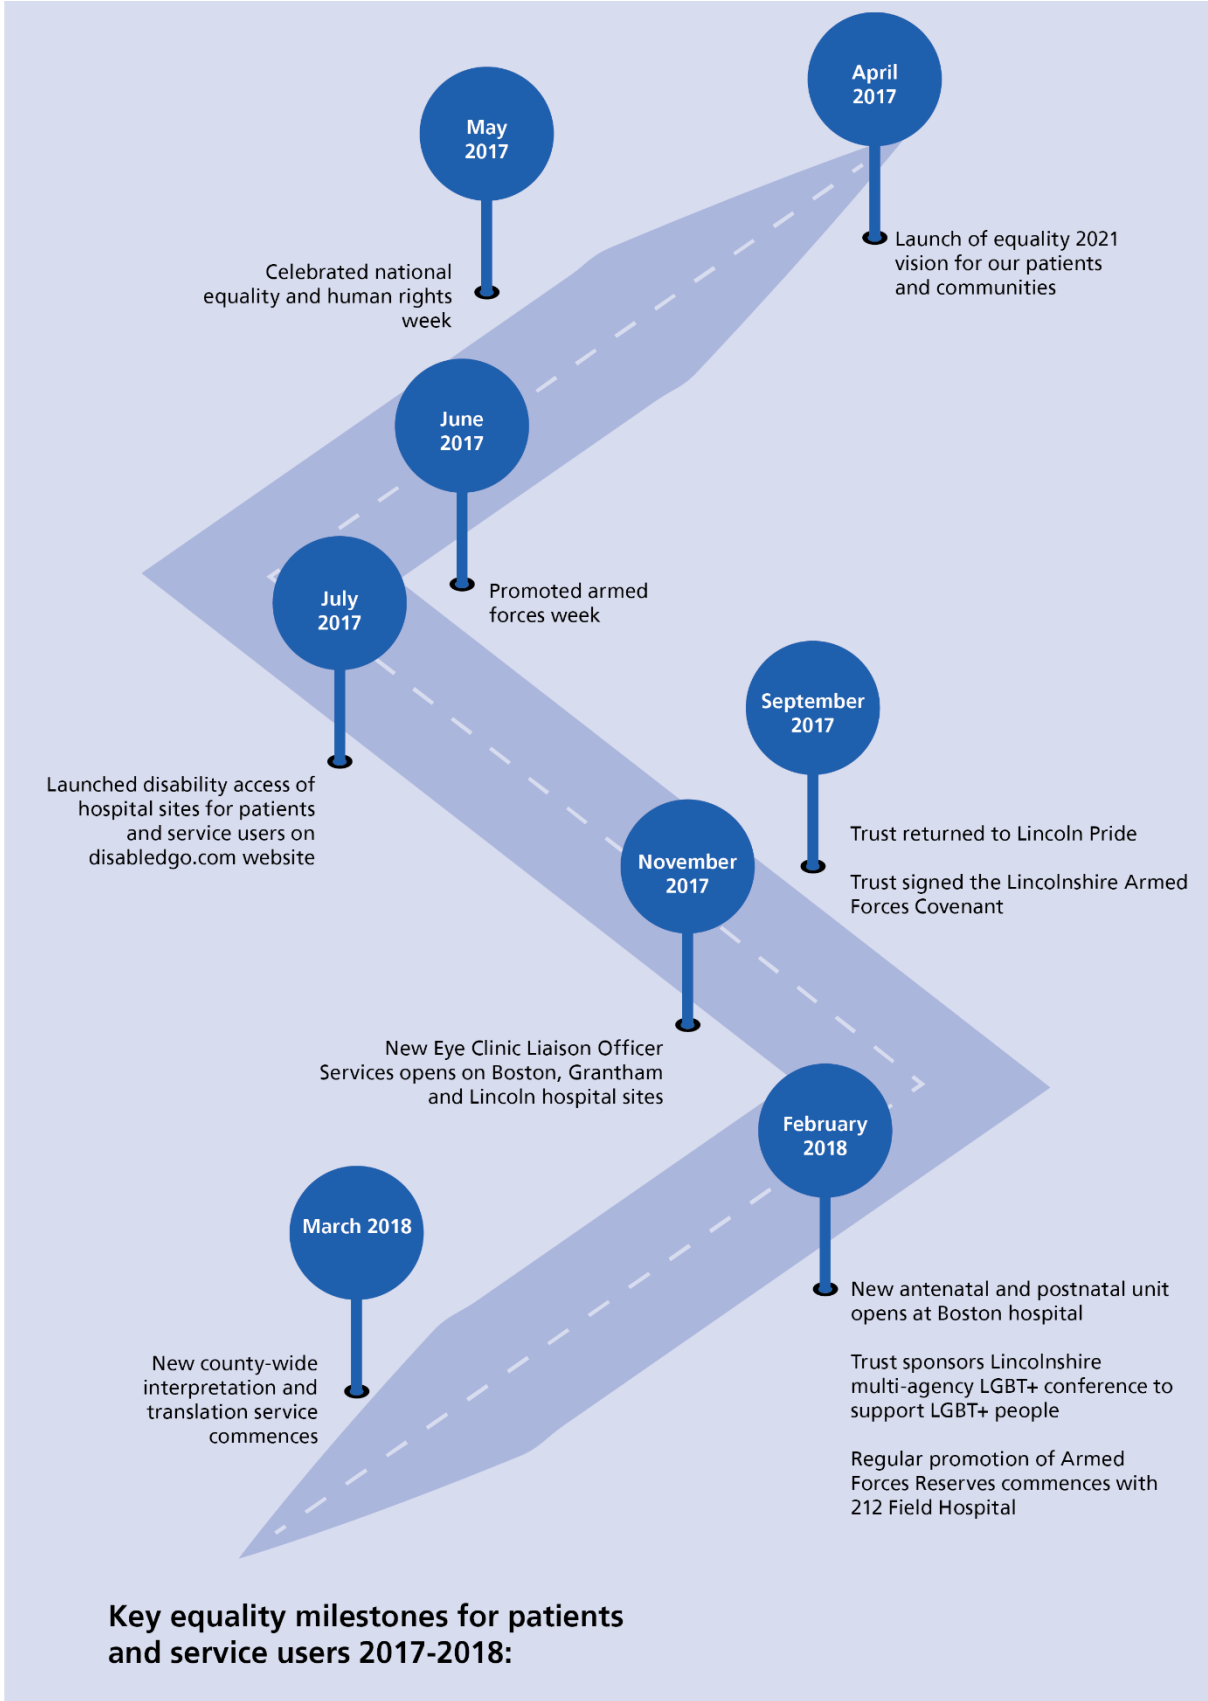 April
2017
Launch of equality 2021
vision for our patients
and communities
May
2017
Celebrated national
equality and human rights
week
June
2017
Promoted armed
forces week
July
2017
Launched disability access of
hospital sites for patients
and service users on
disabledgo.com website
September
2017
Trust returned to Lincoln Pride
Trust signed the Lincolnshire Armed
Forces Covenant
November
2017
New Eye Clinic Liaison Officer
Services opens on Boston, Grantham
and Lincoln hospital sites
February
2018
New antenatal and postnatal unit
opens at Boston hospital
Trust sponsors Lincolnshire
multi-agency LGBT+ conference to
support LGBT+ people
Regular promotion of Armed
Forces Reserves commences with
212 Field Hospital
March 2018
New county-wide
interpretation and
translation service
commences
Key equality milestones for patients
and service users 2017-2018: